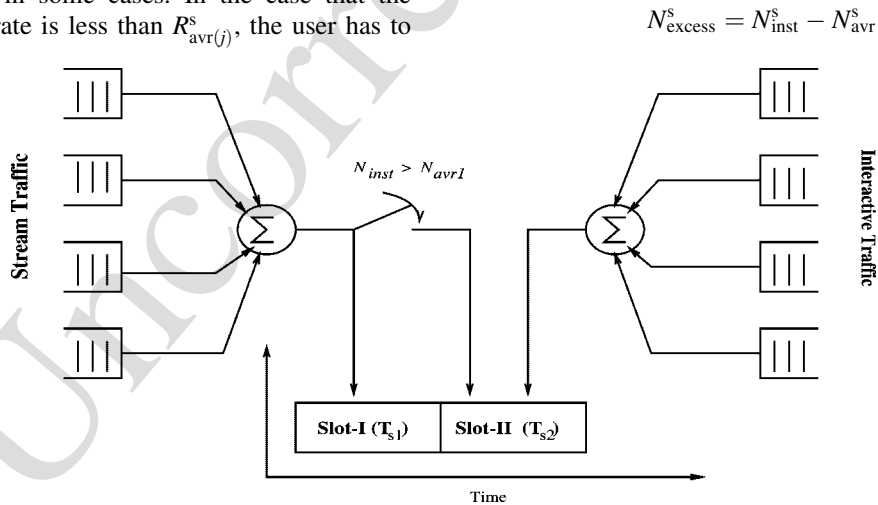 in some cases. In the case that the
rate is less than R^s_avr(j), the user has to
N^s_excess = N^s_inst − N^s_avr
Uncorre
Stream Traffic
N_inst > N_avr1
Σ
Σ
Interactive Traffic
Slot-I (T_s1)
Slot-II (T_s2)
Time